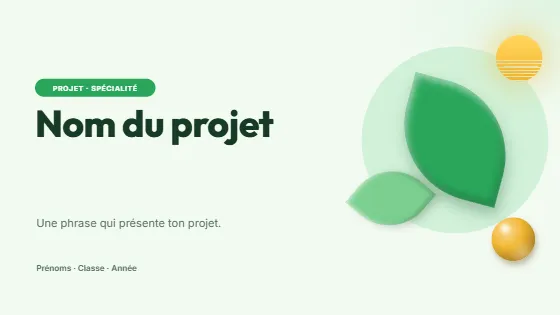 PROJET · SPÉCIALITÉ
Nom du projet
Une phrase qui présente ton projet.
Prénoms · Classe · Année